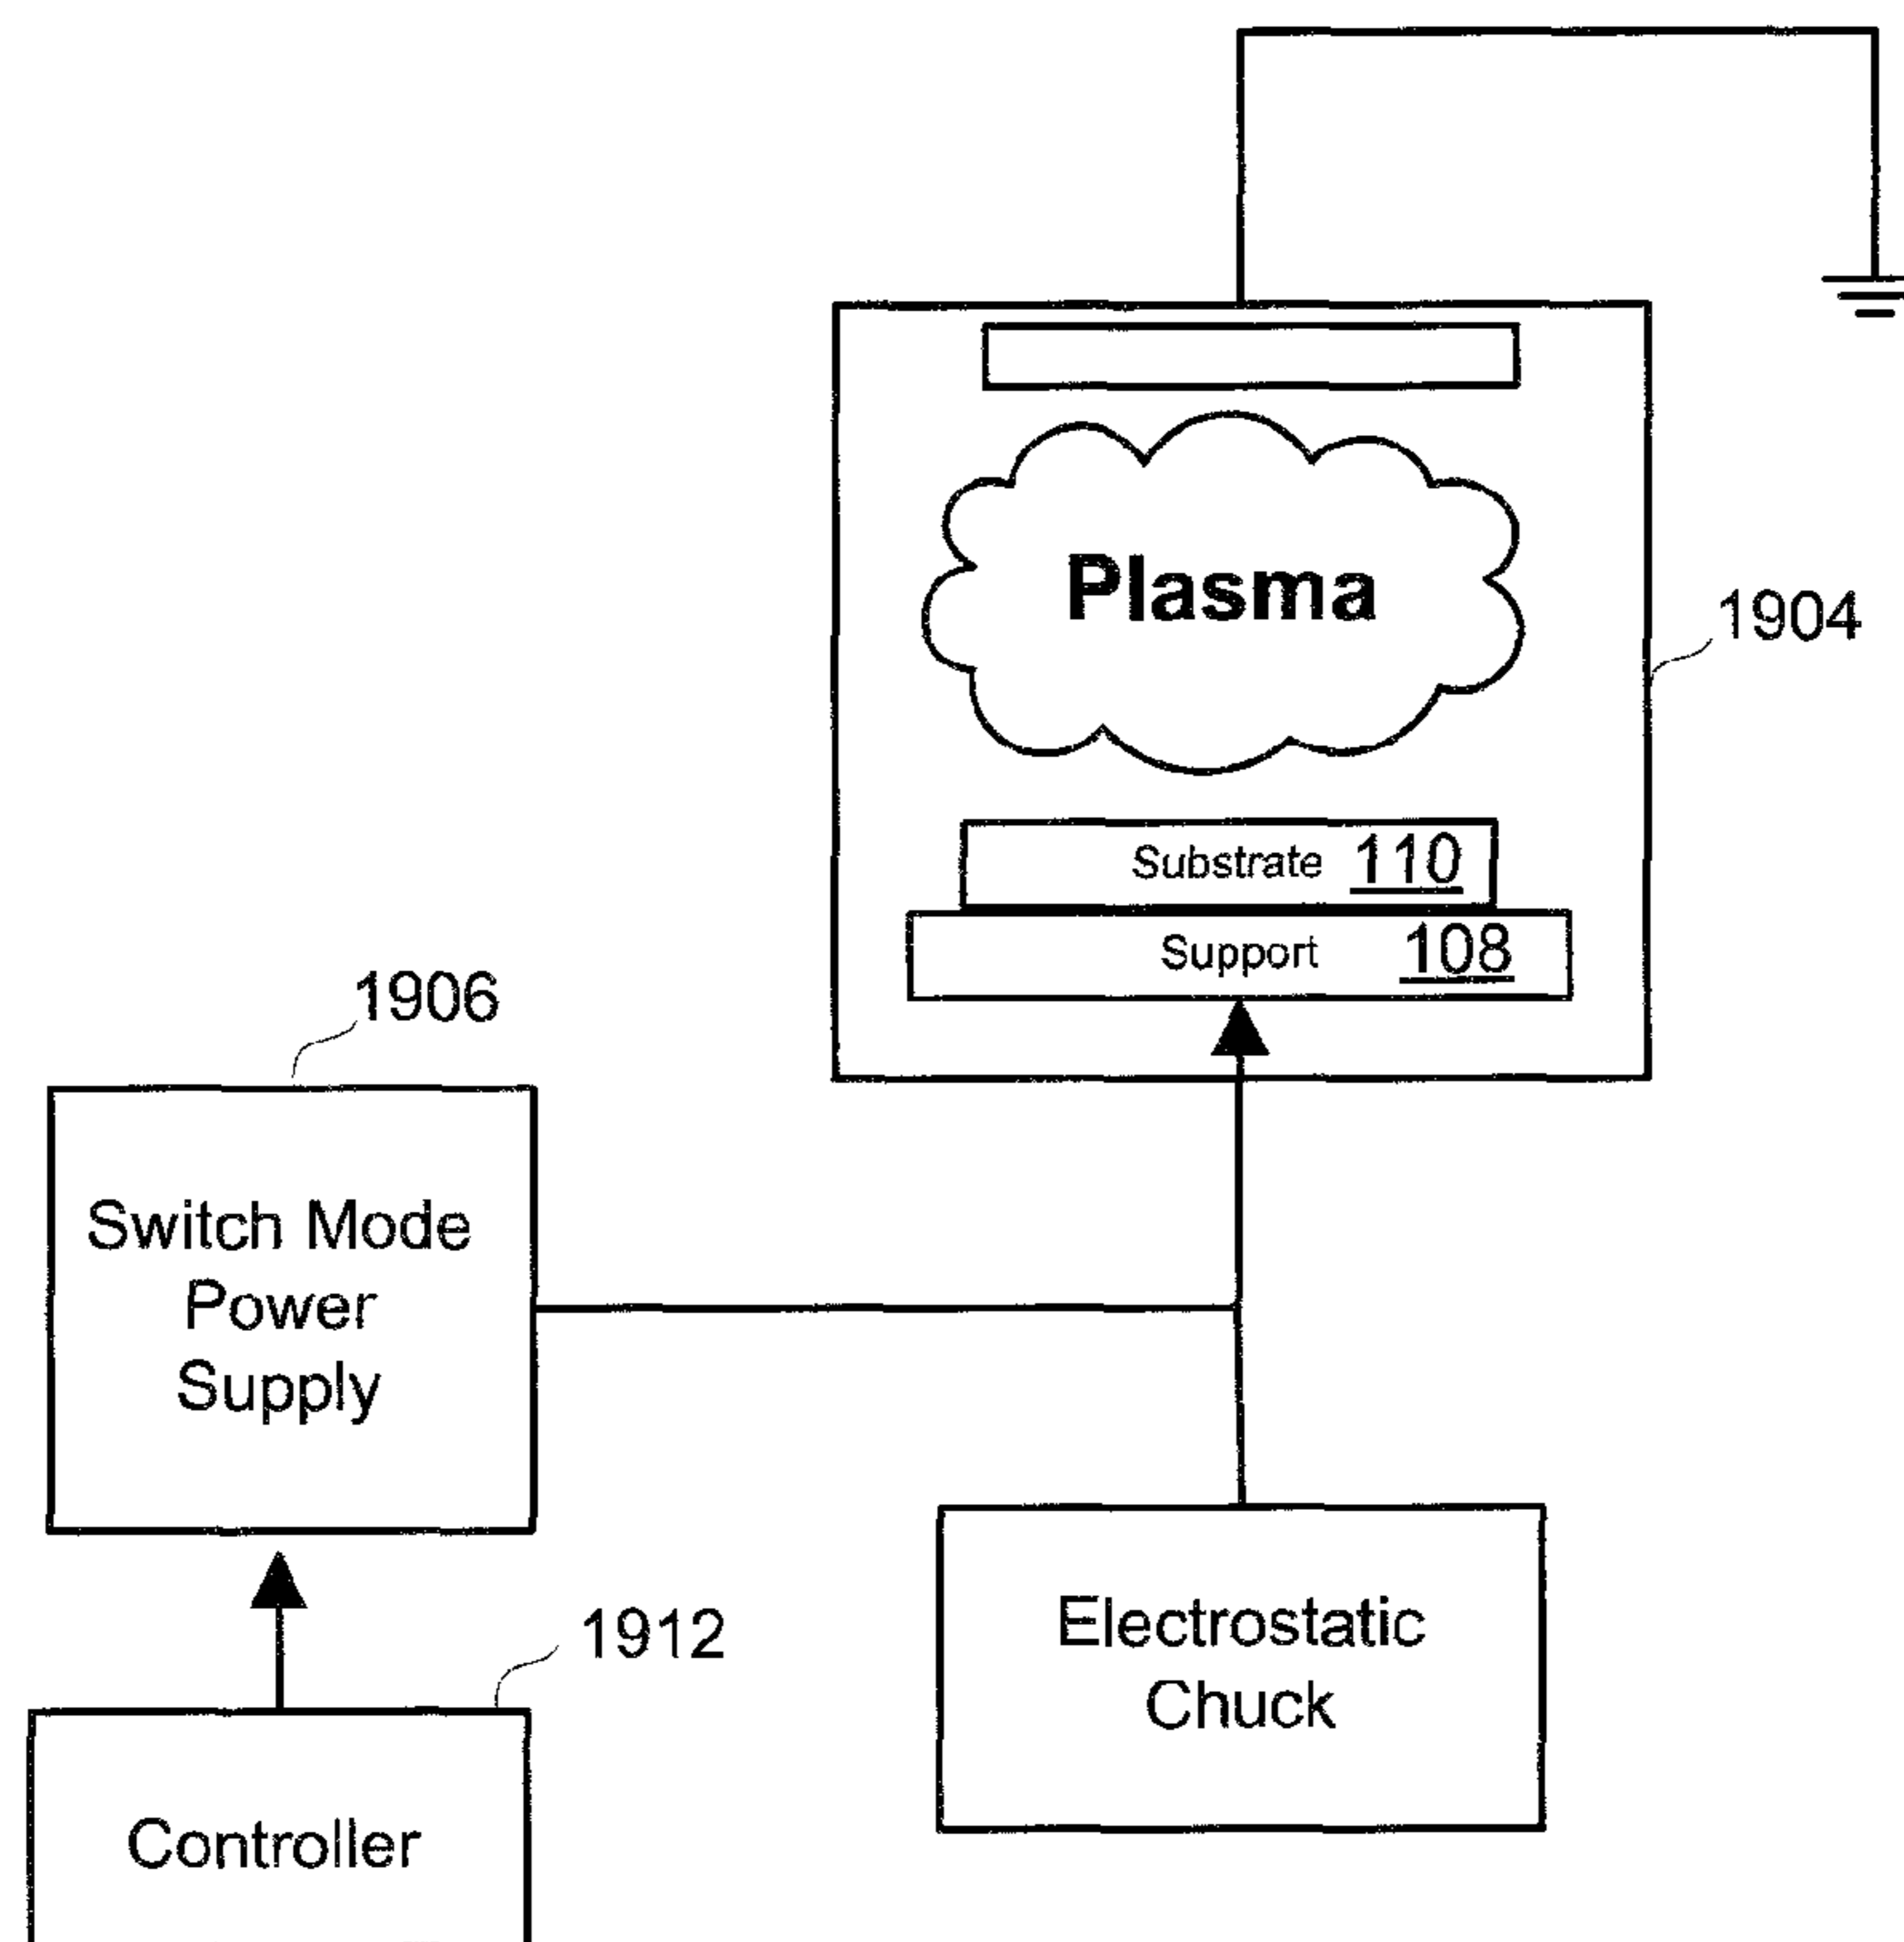 Plasma
1904
Substrate 110
Support 108
1906
Switch Mode
Power
Supply
1912
Electrostatic
Chuck
Controller